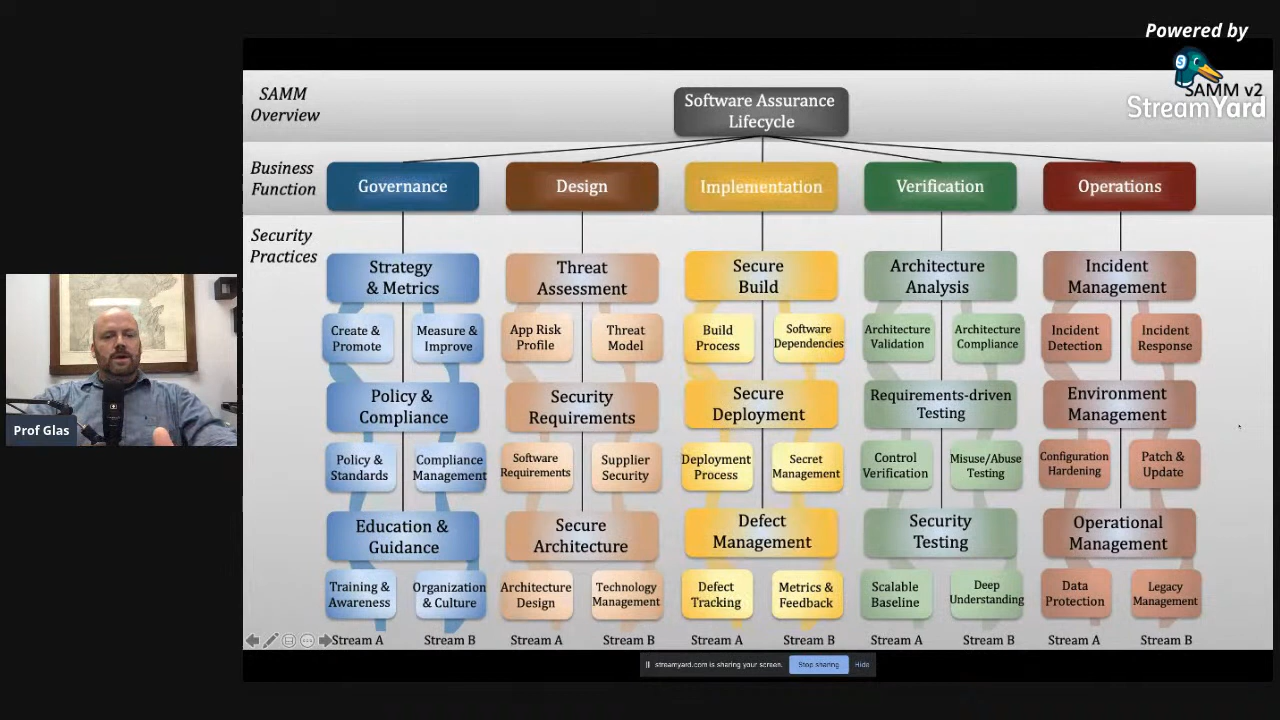 Powered by
StreamYard
SAMM v2
SAMM
Overview
Software Assurance
Lifecycle
Business
Function
Governance
Design
Implementation
Verification
Operations
Security
Practices
Strategy
& Metrics
Threat
Assessment
Secure
Build
Architecture
Analysis
Incident
Management
Create &
Promote
Measure &
Improve
App Risk
Profile
Threat
Model
Build
Process
Software
Dependencies
Architecture
Validation
Architecture
Compliance
Incident
Detection
Incident
Response
Policy &
Compliance
Security
Requirements
Secure
Deployment
Requirements-driven
Testing
Environment
Management
Policy &
Standards
Compliance
Management
Software
Requirements
Supplier
Security
Deployment
Process
Secret
Management
Control
Verification
Misuse/Abuse
Testing
Configuration
Hardening
Patch &
Update
Education &
Guidance
Secure
Architecture
Defect
Management
Security
Testing
Operational
Management
Training &
Awareness
Organization
& Culture
Architecture
Design
Technology
Management
Defect
Tracking
Metrics &
Feedback
Scalable
Baseline
Deep
Understanding
Data
Protection
Legacy
Management
Stream A
Stream B
Stream A
Stream B
Stream A
Stream B
Stream A
Stream B
Stream A
Stream B
Prof Glas
streamyard.com is sharing your screen.
Stop sharing
Hide